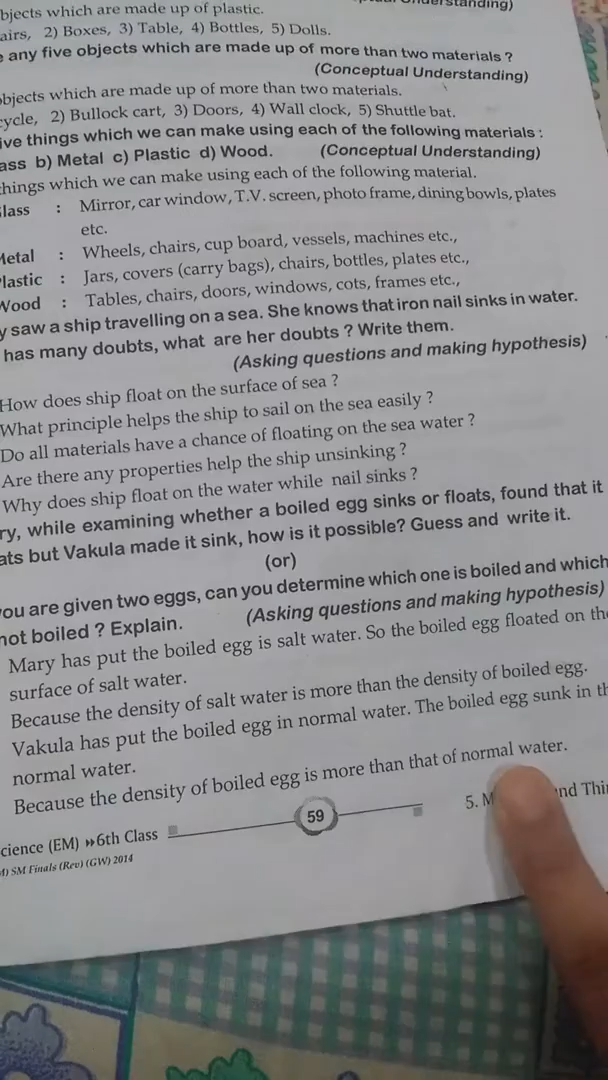 bjects which are made up of plastic.
airs, 2) Boxes, 3) Table, 4) Bottles, 5) Dolls.
any five objects which are made up of more than two materials ?
(Conceptual Understanding)
bjects which are made up of more than two materials.
cycle, 2) Bullock cart, 3) Doors, 4) Wall clock, 5) Shuttle bat.
ive things which we can make using each of the following materials :
ass b) Metal c) Plastic d) Wood. (Conceptual Understanding)
things which we can make using each of the following material.
lass : Mirror, car window, T.V. screen, photo frame, dining bowls, plates
etc.
Metal : Wheels, chairs, cup board, vessels, machines etc.,
lastic : Jars, covers (carry bags), chairs, bottles, plates etc.,
Wood : Tables, chairs, doors, windows, cots, frames etc.,
y saw a ship travelling on a sea. She knows that iron nail sinks in water.
has many doubts, what are her doubts ? Write them.
(Asking questions and making hypothesis)
How does ship float on the surface of sea ?
What principle helps the ship to sail on the sea easily ?
Do all materials have a chance of floating on the sea water ?
Are there any properties help the ship unsinking ?
Why does ship float on the water while nail sinks ?
ry, while examining whether a boiled egg sinks or floats, found that it
ats but Vakula made it sink, how is it possible? Guess and write it.
(or)
you are given two eggs, can you determine which one is boiled and which
not boiled ? Explain. (Asking questions and making hypothesis)
Mary has put the boiled egg is salt water. So the boiled egg floated on the
surface of salt water.
Because the density of salt water is more than the density of boiled egg.
Vakula has put the boiled egg in normal water. The boiled egg sunk in th
normal water.
Because the density of boiled egg is more than that of normal water.
cience (EM) »6th Class 59 5. M nd Thi
SM Finals (Rev) (GW) 2014